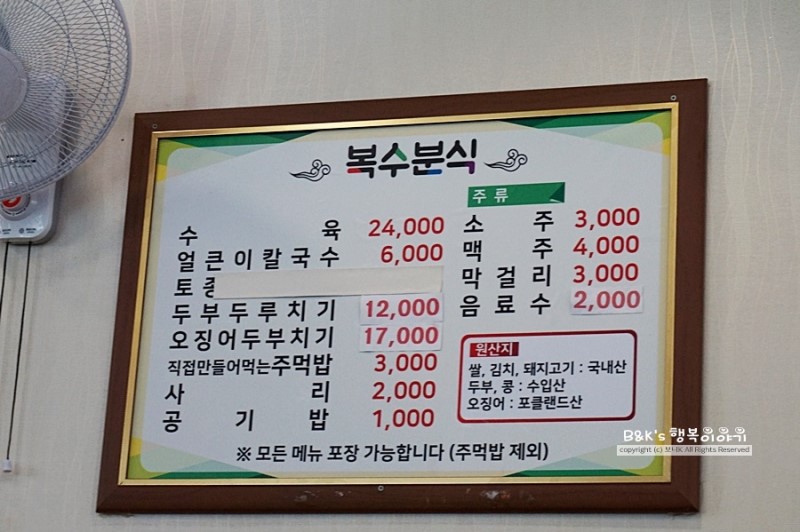 복수분식
수육 24,000
얼큰이칼국수 6,000
토종
두부두루치기 12,000
오징어두부치기 17,000
직접만들어먹는주먹밥 3,000
사리 2,000
공기밥 1,000
주류
소주 3,000
맥주 4,000
막걸리 3,000
음료수 2,000
원산지
쌀, 김치, 돼지고기 : 국내산
두부, 콩 : 수입산
오징어 : 포클랜드산
※ 모든 메뉴 포장 가능합니다 (주먹밥 제외)
B&K's 행복이야기
All Rights Reserved